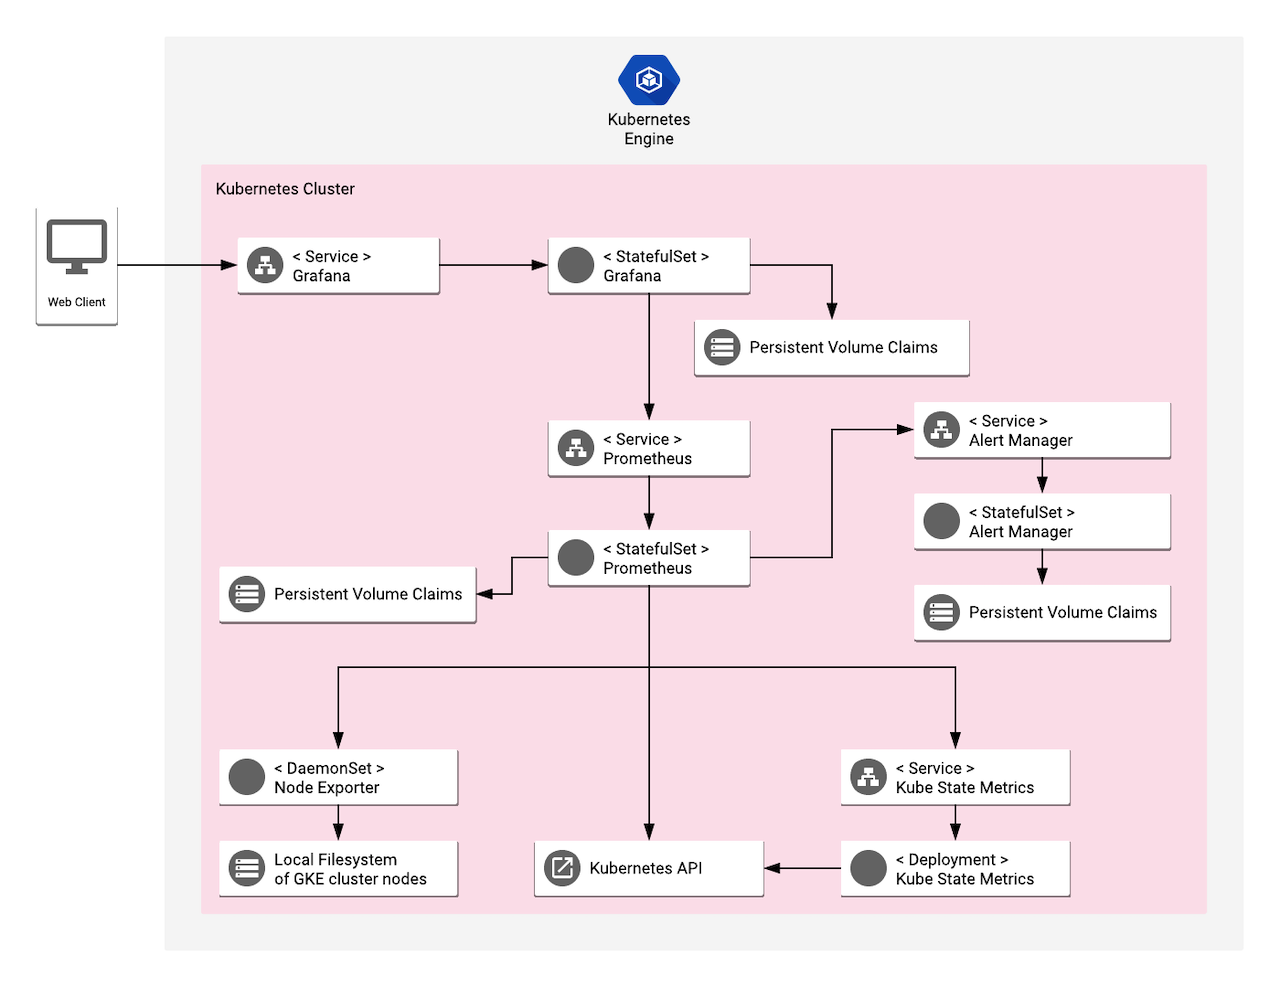 Kubernetes
Engine
Kubernetes Cluster
Web Client
< Service >
Grafana
< StatefulSet >
Grafana
Persistent Volume Claims
< Service >
Prometheus
< Service >
Alert Manager
< StatefulSet >
Alert Manager
< StatefulSet >
Prometheus
Persistent Volume Claims
Persistent Volume Claims
< DaemonSet >
Node Exporter
< Service >
Kube State Metrics
Local Filesystem
of GKE cluster nodes
Kubernetes API
< Deployment >
Kube State Metrics